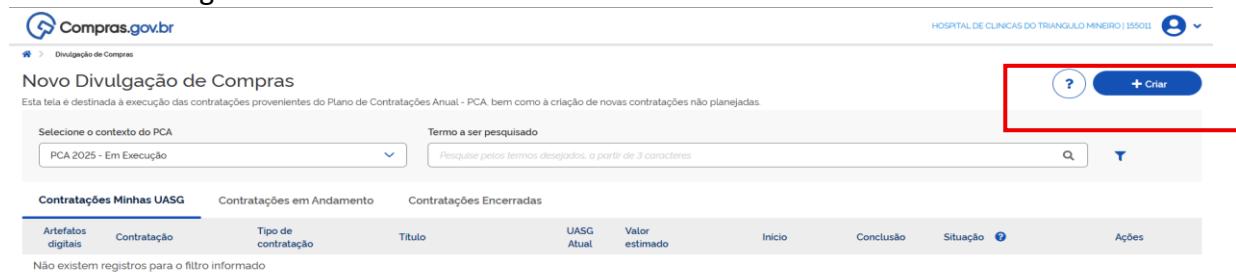 Compras.gov.br
HOSPITAL DE CLINICAS DO TRIANGULO MINEIRO | 155011
Divulgação de Compras
Novo Divulgação de Compras
? + Criar
Esta tela é destinada à execução das contratações provenientes do Plano de Contratações Anual - PCA, bem como à criação de novas contratações não planejadas.
Selecione o contexto do PCA Termo a ser pesquisado
PCA 2025 - Em Execução Pesquise pelos termos desejados, a partir de 3 caracteres
Contratações Minhas UASG Contratações em Andamento Contratações Encerradas
Artefatos digitais Contratação Tipo de contratação Título UASG Atual Valor estimado Início Conclusão Situação ? Ações
Não existem registros para o filtro informado